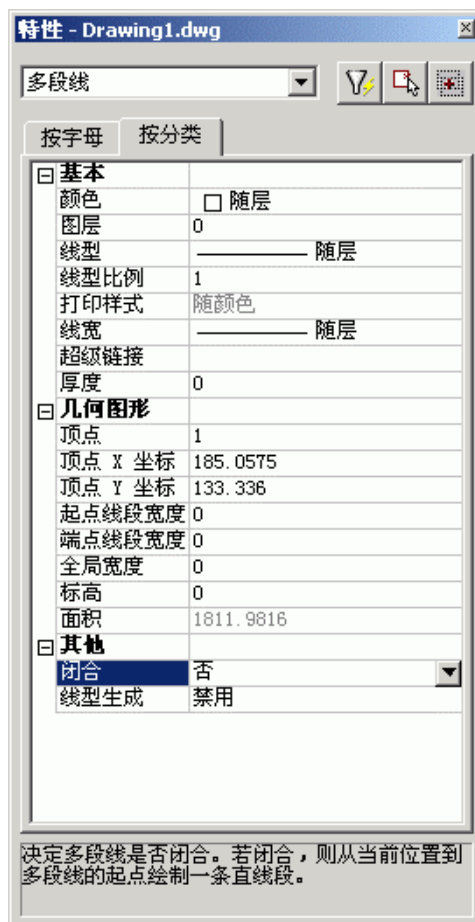 特性 - Drawing1.dwg
多段线
按字母 按分类
基本
颜色 随层
图层 0
线型 随层
线型比例 1
打印样式 随颜色
线宽 随层
超级链接
厚度 0
几何图形
顶点 1
顶点 X 坐标 185.0575
顶点 Y 坐标 133.336
起点线段宽度 0
端点线段宽度 0
全局宽度 0
标高 0
面积 1811.9816
其他
闭合 否
线型生成 禁用
决定多段线是否闭合。若闭合，则从当前位置到
多段线的起点绘制一条直线段。